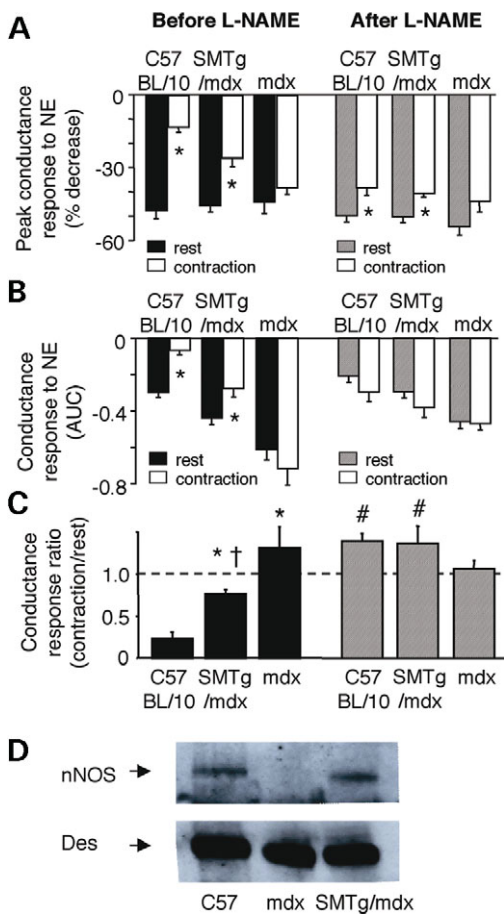 Before L-NAME After L-NAME
A
C57 SMTg mdx C57 SMTg mdx
BL/10 /mdx BL/10 /mdx
Peak conductance
response to NE
(% decrease)
0
-30
-60
* * * *
rest rest
contraction contraction
B
C57 SMTg mdx C57 SMTg mdx
BL/10 /mdx BL/10 /mdx
Conductance
response to NE
(AUC)
0
-0.4
-0.8
* *
rest rest
contraction contraction
C
Conductance
response ratio
(contraction/rest)
1.0
0.5
0
* † * # #
C57 SMTg mdx C57 SMTg mdx
BL/10 /mdx BL/10 /mdx
D
nNOS
Des
C57 mdx SMTg/mdx